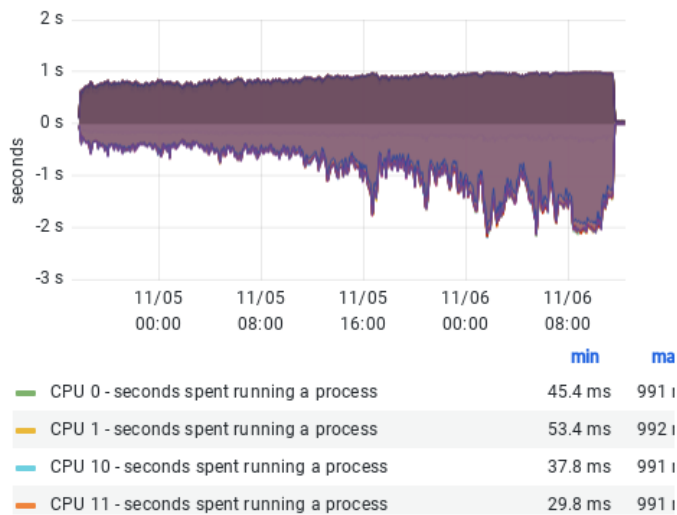 2 s
1 s
0 s
-1 s
-2 s
-3 s
seconds
11/05 11/05 11/05 11/06 11/06
00:00 08:00 16:00 00:00 08:00
min ma
CPU 0 - seconds spent running a process 45.4 ms 991
CPU 1 - seconds spent running a process 53.4 ms 992
CPU 10 - seconds spent running a process 37.8 ms 991
CPU 11 - seconds spent running a process 29.8 ms 991